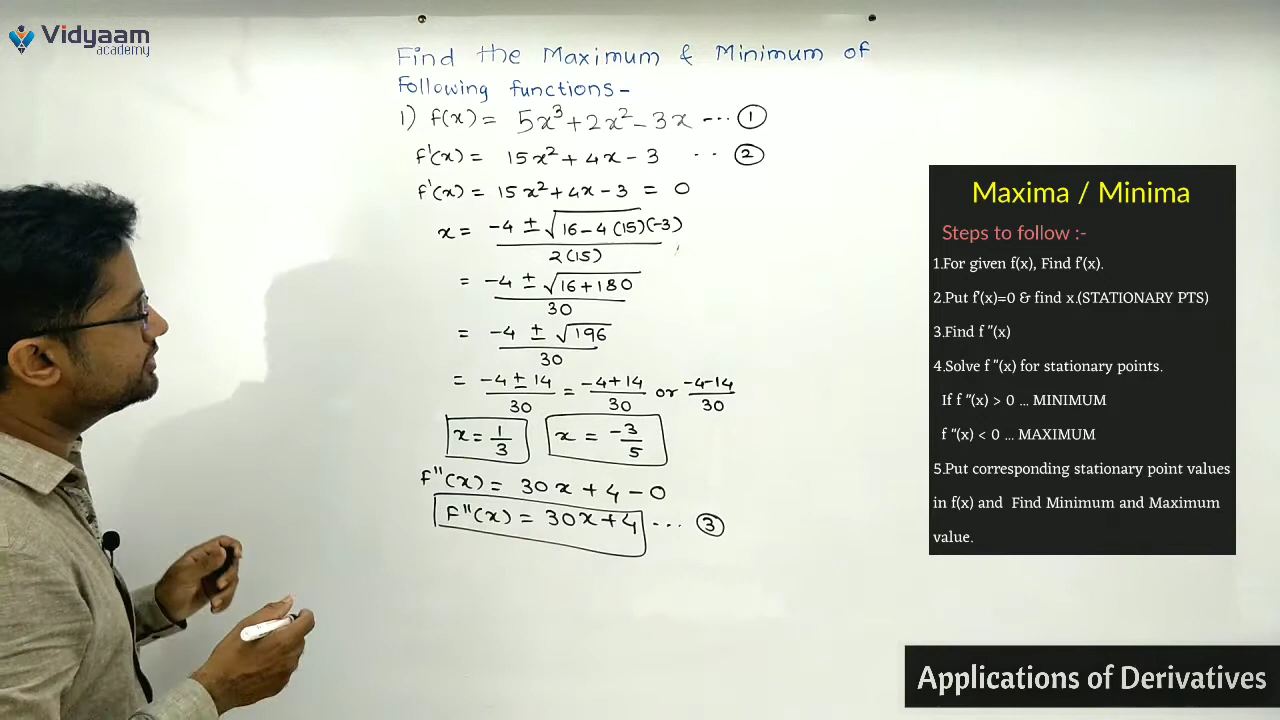 Vidyaam
academy
Find the Maximum & Minimum of
Following functions-
1) f(x) = 5x³ + 2x² - 3x --- ①
f'(x) = 15x² + 4x - 3 -- ②
f'(x) = 15x² + 4x - 3 = 0
x = (-4 ± √(16 - 4(15)(-3))) / 2(15)
= (-4 ± √(16 + 180)) / 30
= (-4 ± √196) / 30
= (-4 ± 14) / 30 = (-4 + 14) / 30 or (-4 - 14) / 30
x = 1/3 x = -3/5
f''(x) = 30x + 4 - 0
f''(x) = 30x + 4 --- ③
Maxima / Minima
Steps to follow :-
1.For given f(x), Find f'(x).
2.Put f'(x)=0 & find x.(STATIONARY PTS)
3.Find f "(x)
4.Solve f "(x) for stationary points.
If f "(x) > 0 ... MINIMUM
f "(x) < 0 ... MAXIMUM
5.Put corresponding stationary point values
in f(x) and Find Minimum and Maximum
value.
Applications of Derivatives